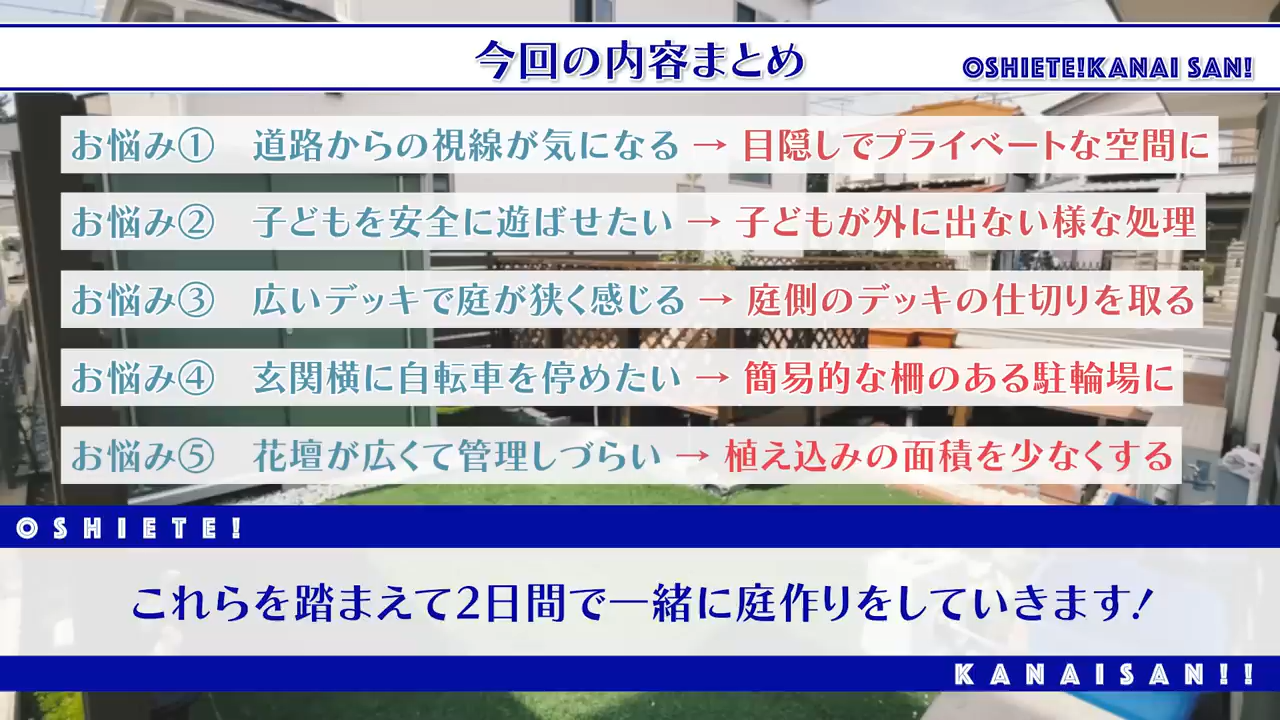 今回の内容まとめ
OSHIETE!KANAI SAN!
お悩み① 道路からの視線が気になる → 目隠しでプライベートな空間に
お悩み② 子どもを安全に遊ばせたい → 子どもが外に出ない様な処理
お悩み③ 広いデッキで庭が狭く感じる → 庭側のデッキの仕切りを取る
お悩み④ 玄関横に自転車を停めたい → 簡易的な柵のある駐輪場に
お悩み⑤ 花壇が広くて管理しづらい → 植え込みの面積を少なくする
OSHIETE!
これらを踏まえて2日間で一緒に庭作りをしていきます!
KANAISAN!!